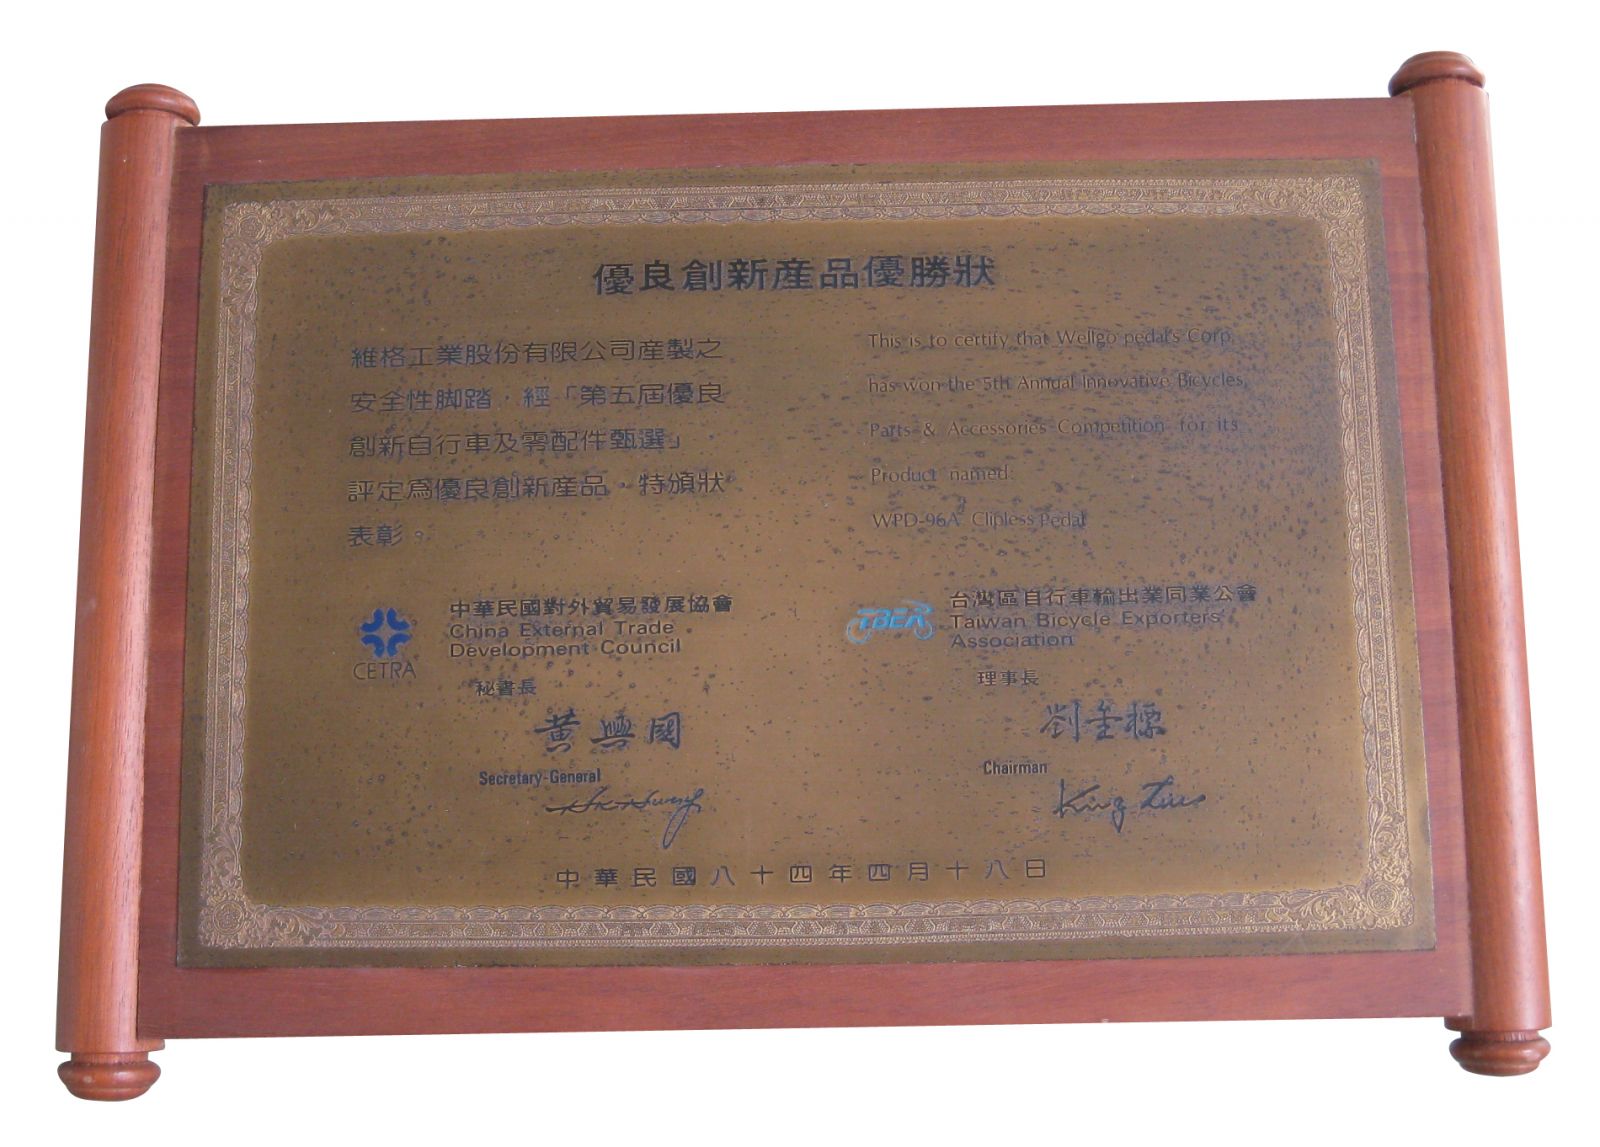 優良創新產品優勝狀
維格工業股份有限公司產製之
安全性脚踏，經「第五屆優良
創新自行車及零配件甄選」
評定爲優良創新產品，特頒狀
表彰。
This is to certify that Wellgo pedal's Corp.
has won the 5th Annual Innovative Bicycles,
Parts & Accessories Competition for its
Product named:
WPD-96A Clipless Pedal
CETRA
中華民國對外貿易發展協會
China External Trade
Development Council
秘書長
黃興國
Secretary-General
TBEA
台灣區自行車輸出業同業公會
Taiwan Bicycle Exporters'
Association
理事長
劉金標
Chairman
King Liu
中華民國八十四年四月十八日